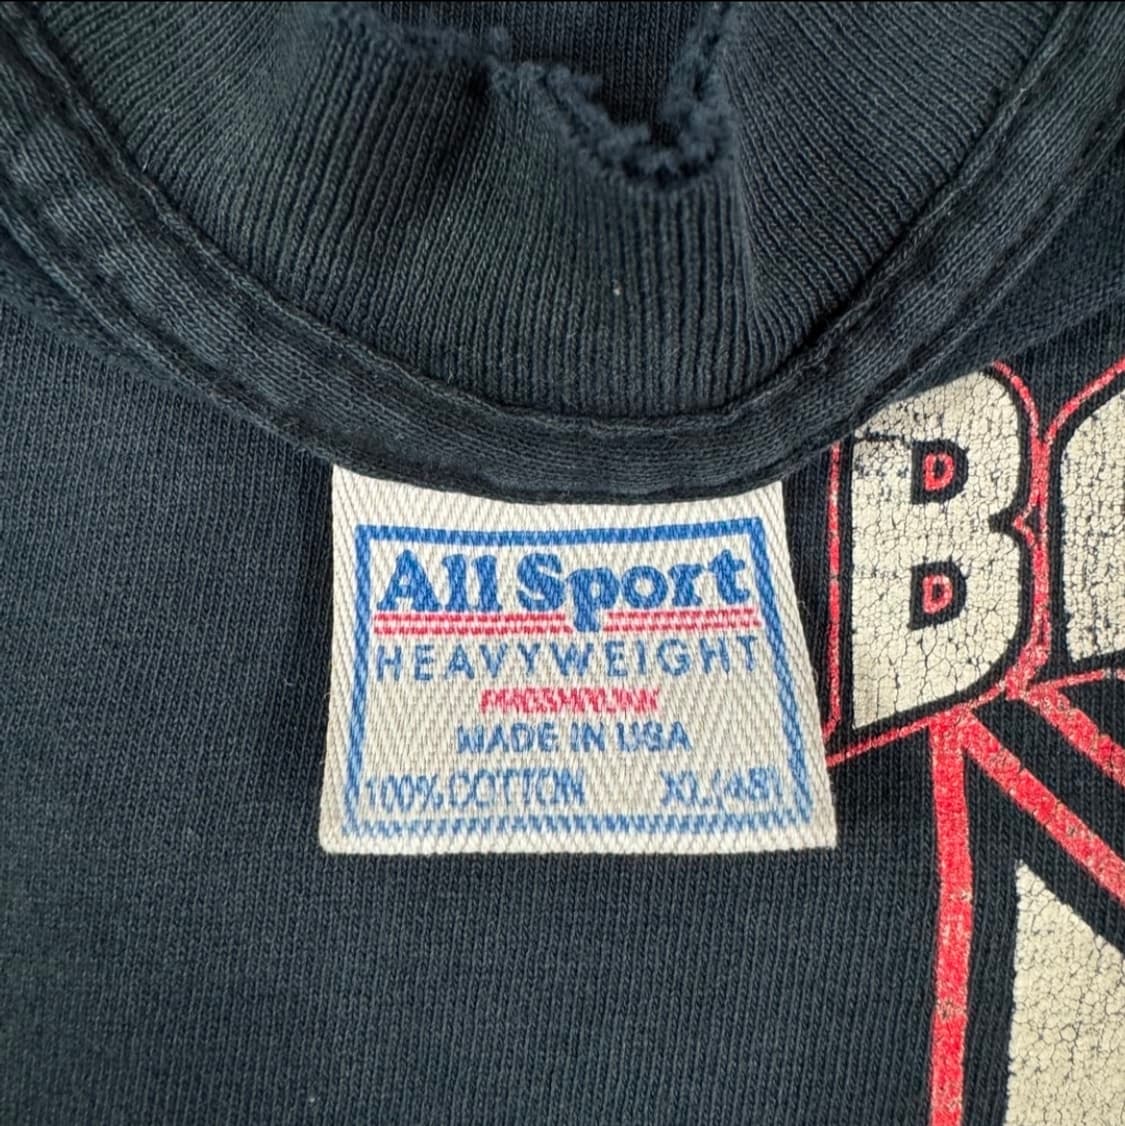 All Sport
HEAVYWEIGHT
MADE IN USA
100% COTTON XL (48)
B